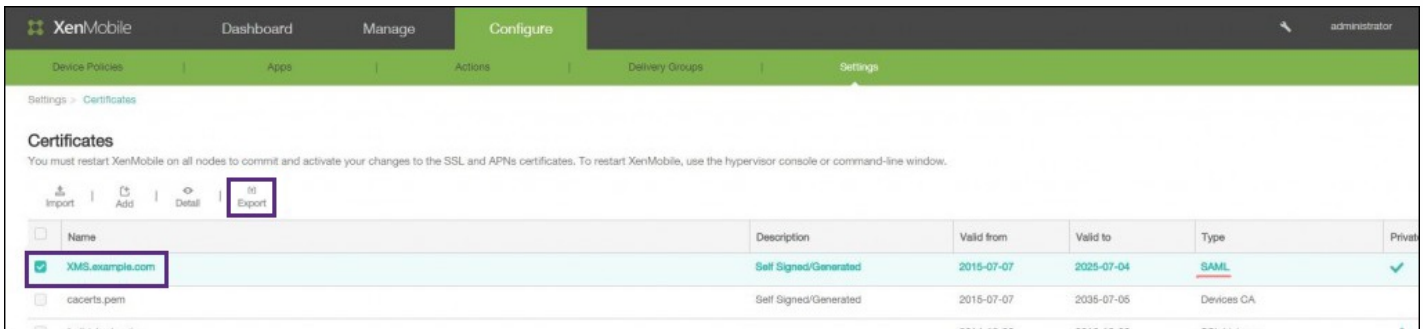 XenMobile Dashboard Manage Configure administrator
Device Policies | Apps | Actions | Delivery Groups | Settings
Settings > Certificates
Certificates
You must restart XenMobile on all nodes to commit and activate your changes to the SSL and APNs certificates. To restart XenMobile, use the hypervisor console or command-line window.
Import | Add | Detail | Export
Name Description Valid from Valid to Type Privat
XMS.example.com Self Signed/Generated 2015-07-07 2025-07-04 SAML
cacerts.pem Self Signed/Generated 2015-07-07 2035-07-05 Devices CA